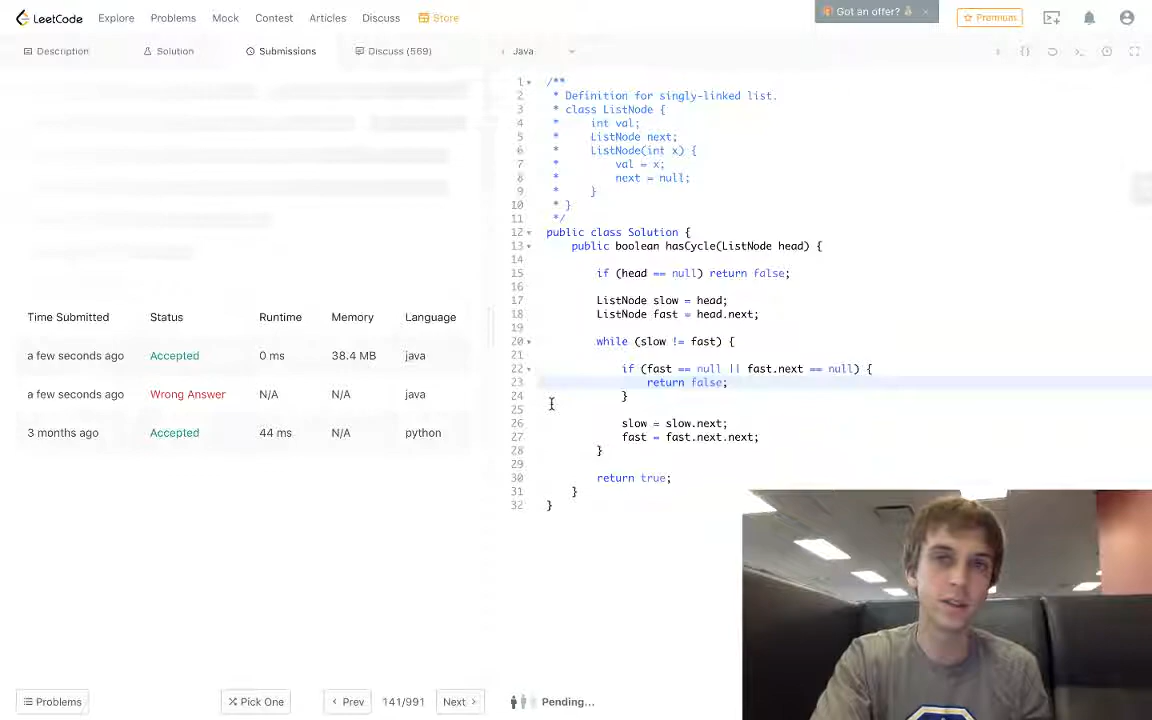 LeetCode Explore Problems Mock Contest Articles Discuss Store Got an offer? × Premium
Description Solution Submissions Discuss (569) Java
1 /**
2 * Definition for singly-linked list.
3 * class ListNode {
4 * int val;
5 * ListNode next;
6 * ListNode(int x) {
7 * val = x;
8 * next = null;
9 * }
10 * }
11 */
12 public class Solution {
13 public boolean hasCycle(ListNode head) {
14
15 if (head == null) return false;
16
17 ListNode slow = head;
18 ListNode fast = head.next;
19
20 while (slow != fast) {
21
22 if (fast == null || fast.next == null) {
23 return false;
24 }
25
26 slow = slow.next;
27 fast = fast.next.next;
28 }
29
30 return true;
31 }
32 }
Time Submitted Status Runtime Memory Language
a few seconds ago Accepted 0 ms 38.4 MB java
a few seconds ago Wrong Answer N/A N/A java
3 months ago Accepted 44 ms N/A python
Problems Pick One Prev 141/991 Next Pending...